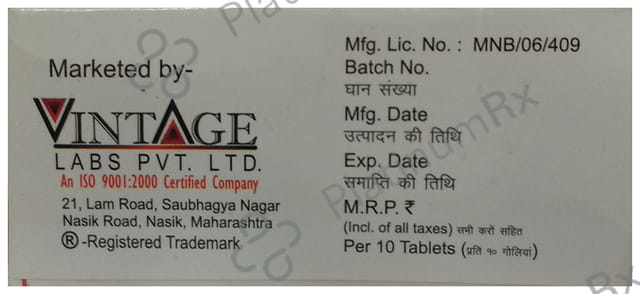 Marketed by-
VINTAGE
LABS PVT. LTD.
An ISO 9001:2000 Certified Company
21, Lam Road, Saubhagya Nagar
Nasik Road, Nasik, Maharashtra
®-Registered Trademark
Mfg. Lic. No. : MNB/06/409
Batch No.
घान संख्या
Mfg. Date
उत्पादन की तिथि
Exp. Date
समाप्ति की तिथि
M.R.P. ₹
(Incl. of all taxes) सभी करों सहित
Per 10 Tablets (प्रति १० गोलियां)
PlatinumRx